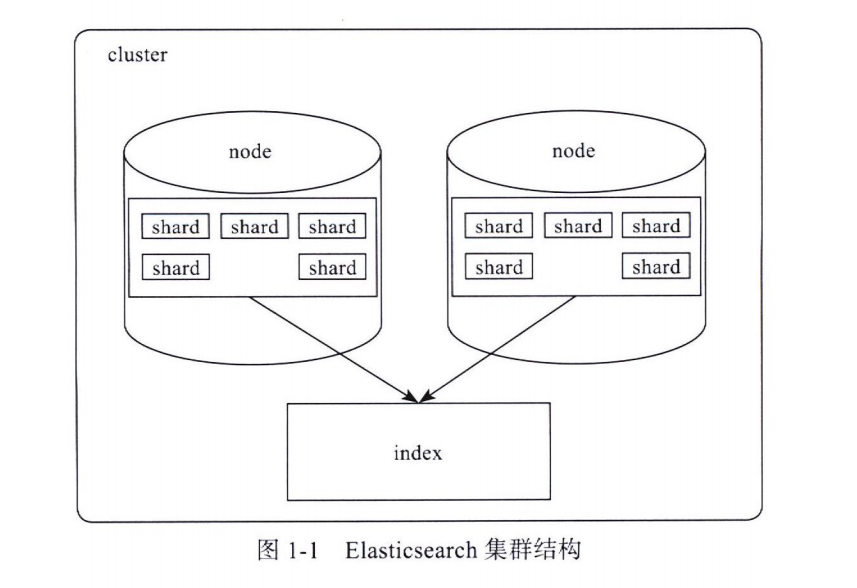 cluster
node node
shard shard shard shard shard shard
shard shard shard shard
index
图 1-1 Elasticsearch 集群结构